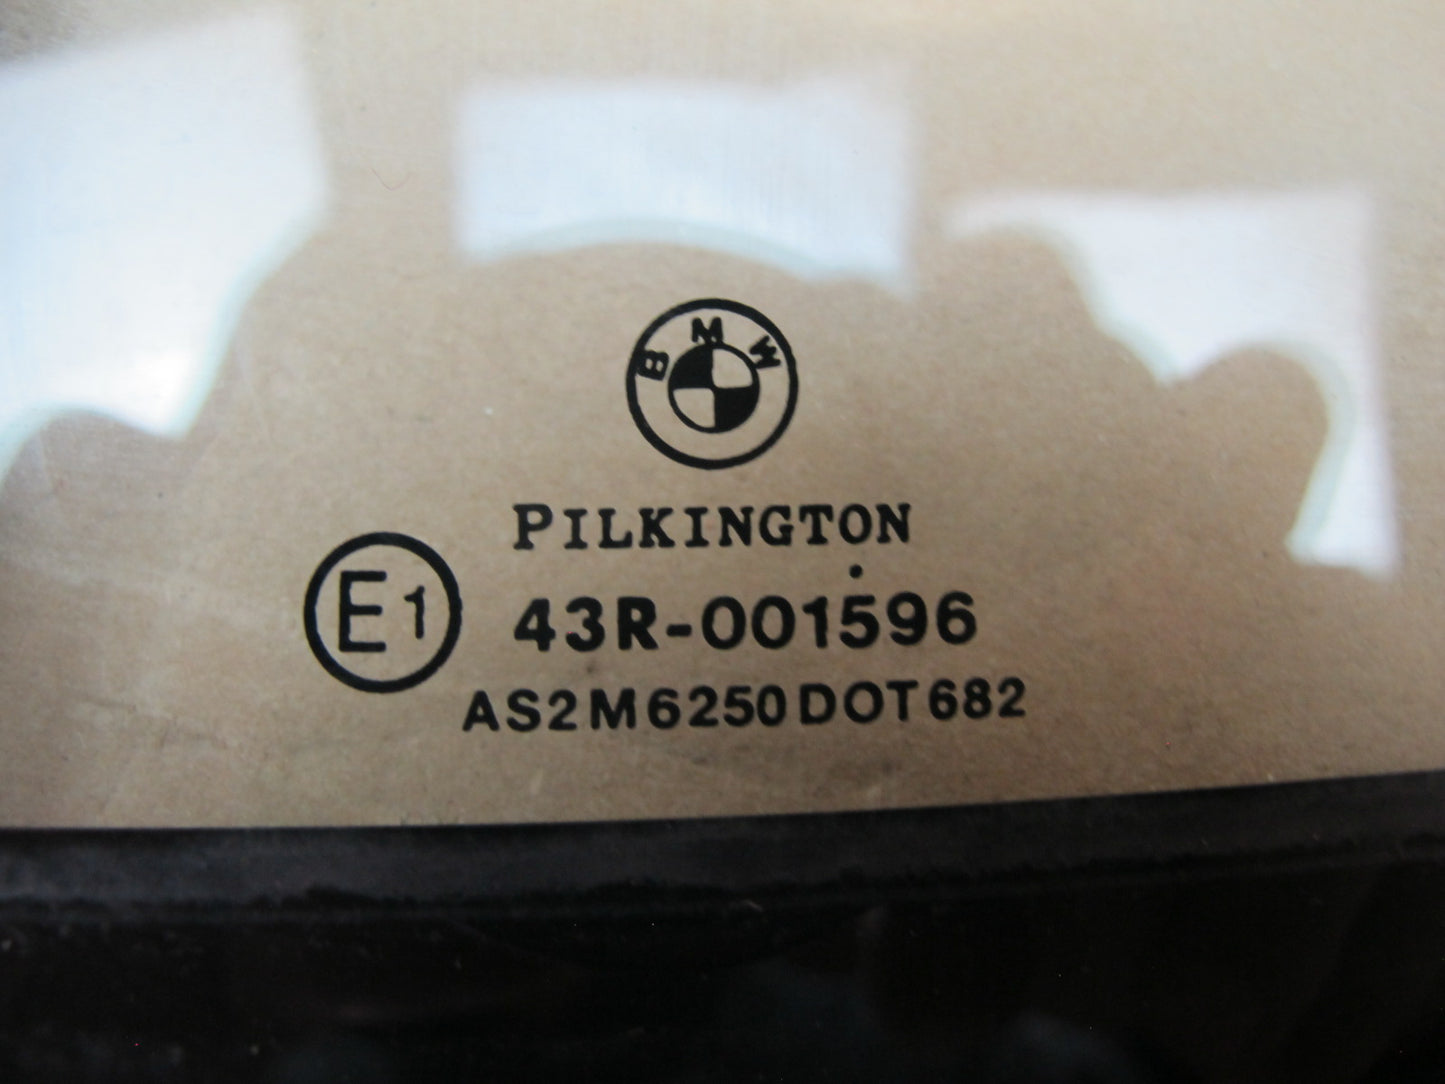 BMW
PILKINGTON
E1
43R-001596
AS2M6250DOT682